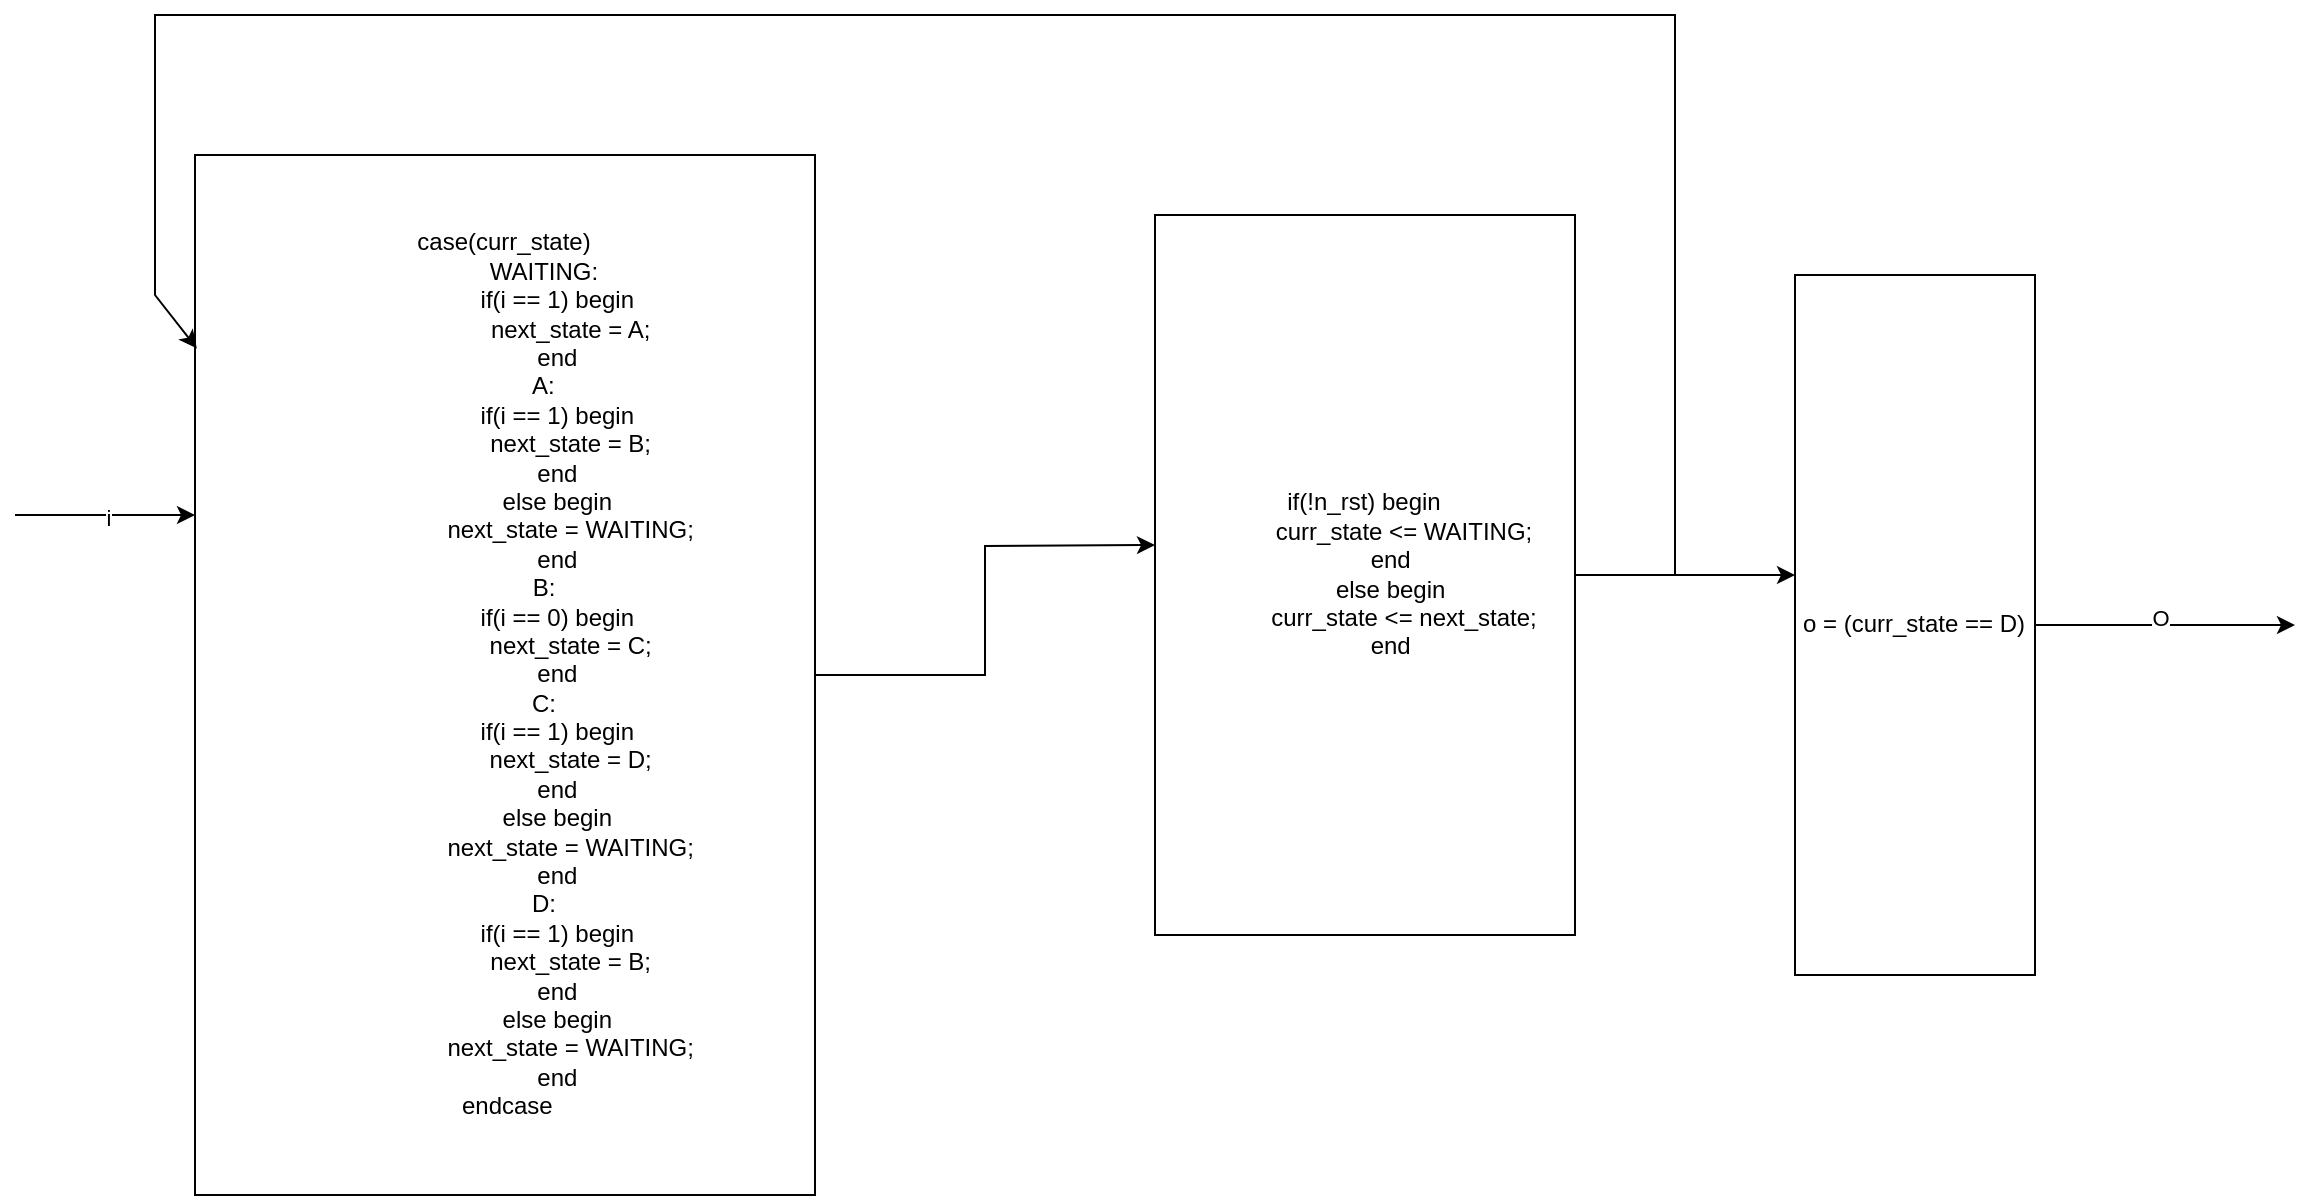 case(curr_state)
WAITING:
if(i == 1) begin
next_state = A;
end
A:
if(i == 1) begin
next_state = B;
end
else begin
next_state = WAITING;
end
B:
if(i == 0) begin
next_state = C;
end
C:
if(i == 1) begin
next_state = D;
end
else begin
next_state = WAITING;
end
D:
if(i == 1) begin
next_state = B;
end
else begin
next_state = WAITING;
end
endcase
i
if(!n_rst) begin
curr_state <= WAITING;
end
else begin
curr_state <= next_state;
end
o = (curr_state == D)
O